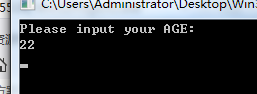 C:\Users\Administrator\Desktop\Win
Please input your AGE:
22